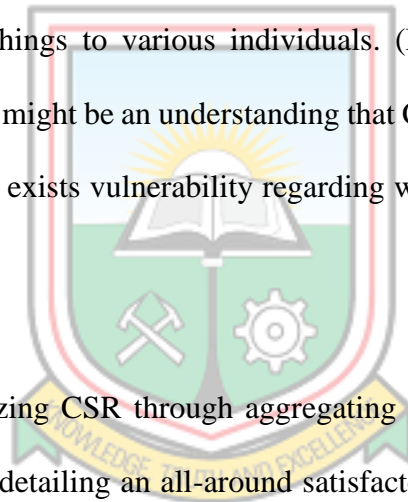 hings to various individuals. (
might be an understanding that
exists vulnerability regarding w
zing CSR through aggregating
KNOWLEDGE, TRUTH AND EXCELLENCE
detailing an all-around satisfact